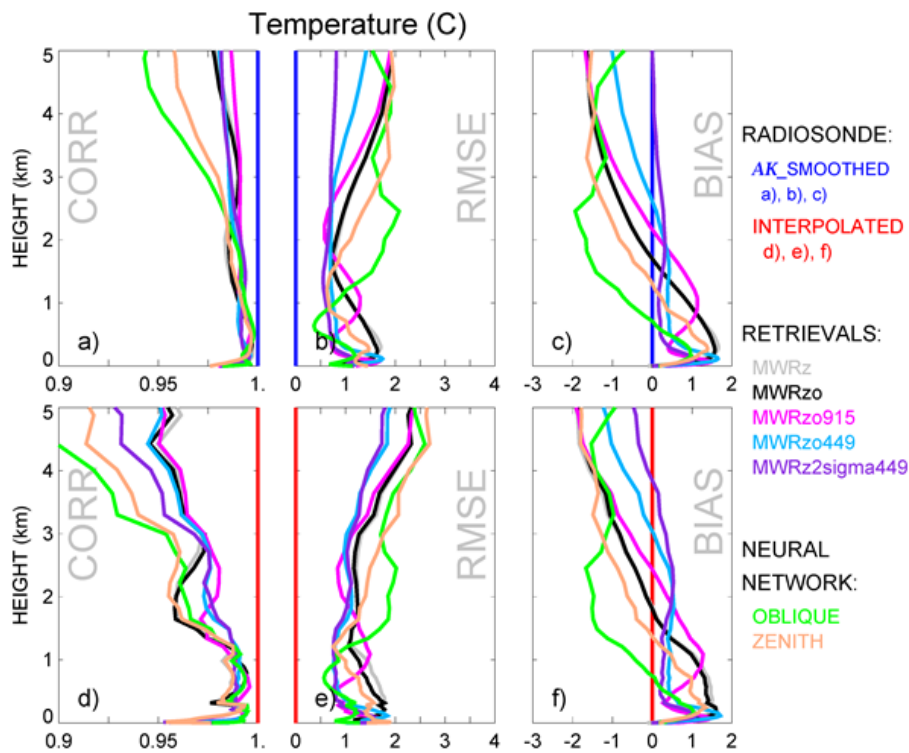 Temperature (C)
HEIGHT (km)
5
4
3
2
1
0
CORR
a)
0.9
0.95
1.
RMSE
b)
0
1
2
3
4
BIAS
c)
-3
-2
-1
0
1
2
HEIGHT (km)
5
4
3
2
1
0
CORR
d)
0.9
0.95
1.
RMSE
e)
0
1
2
3
4
BIAS
f)
-3
-2
-1
0
1
2
RADIOSONDE:
AK_SMOOTHED
a), b), c)
INTERPOLATED
d), e), f)
RETRIEVALS:
MWRz
MWRzo
MWRzo915
MWRzo449
MWRz2sigma449
NEURAL
NETWORK:
OBLIQUE
ZENITH